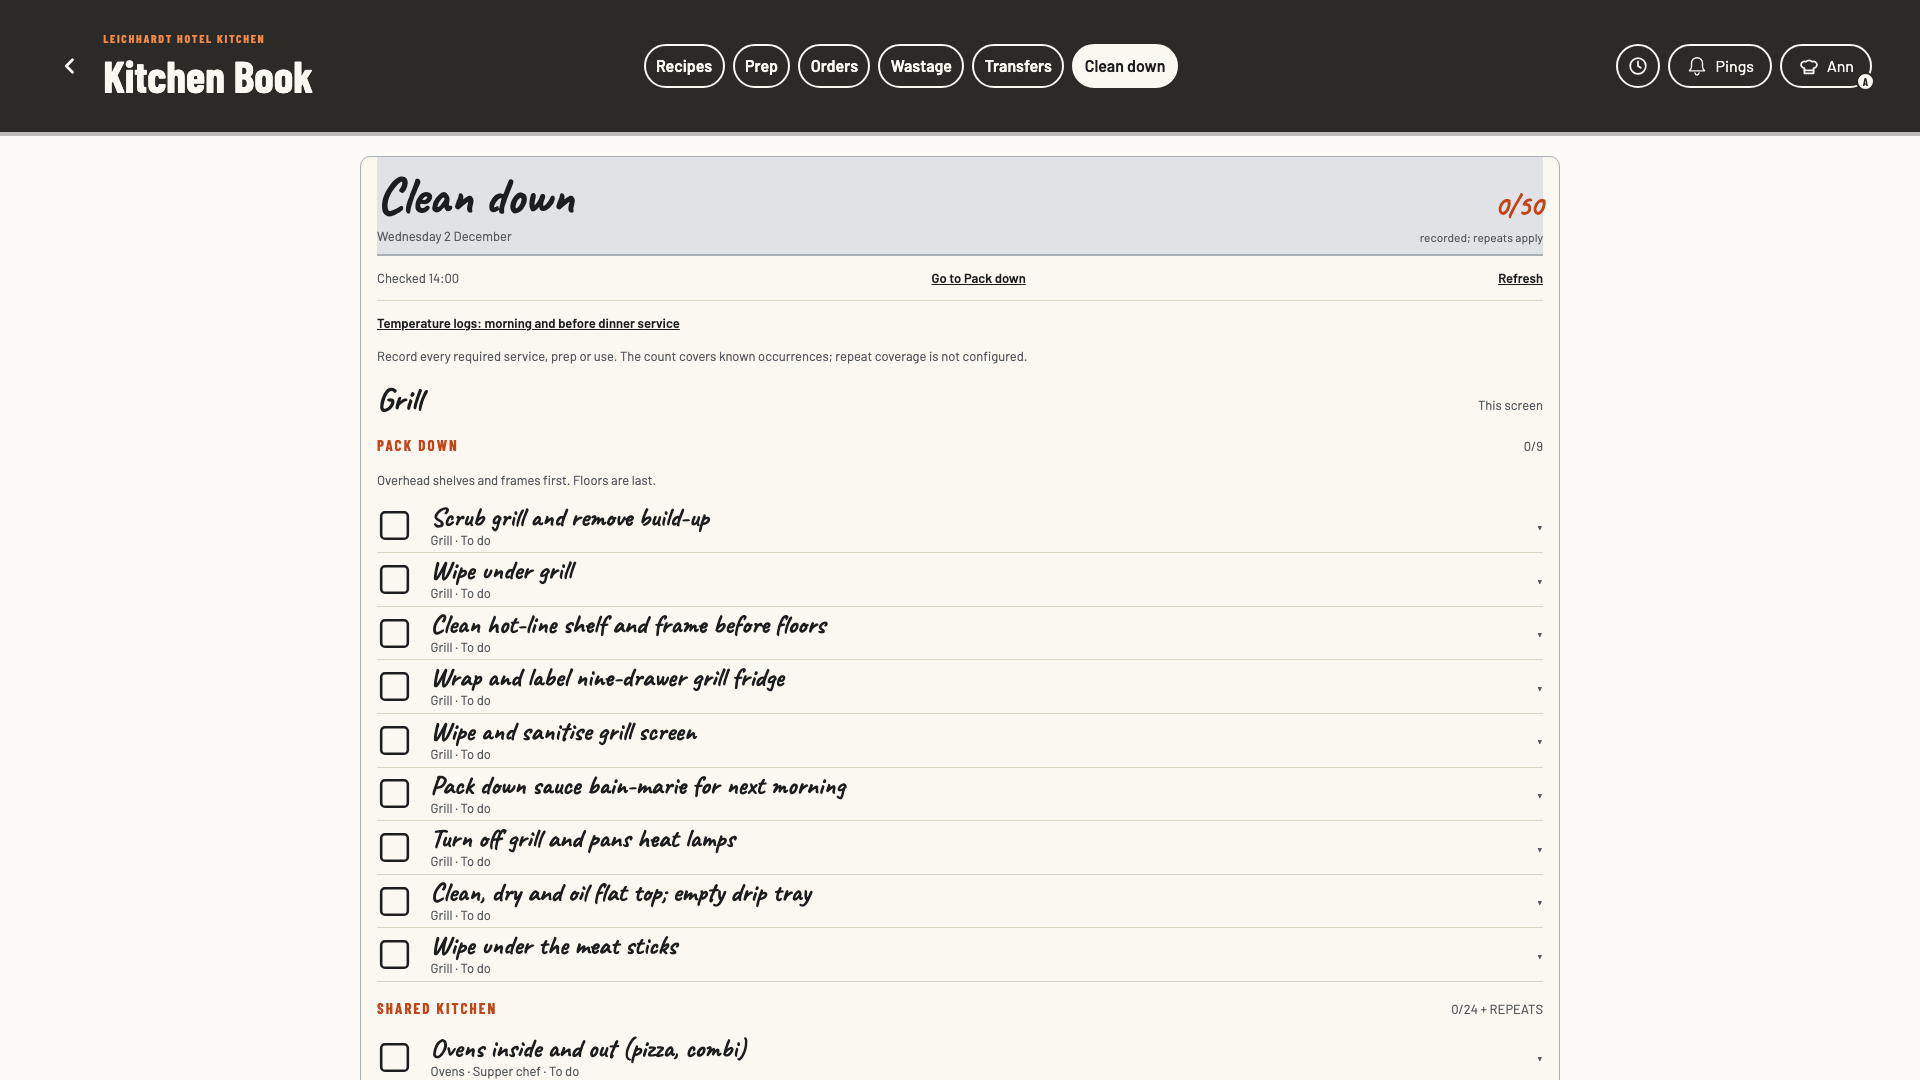 LEICHHARDT HOTEL KITCHEN
Kitchen Book
Recipes Prep Orders Wastage Transfers Clean down
Pings Ann A
Clean down 0/50
Wednesday 2 December recorded; repeats apply
Checked 14:00 Go to Pack down Refresh
Temperature logs: morning and before dinner service
Record every required service, prep or use. The count covers known occurrences; repeat coverage is not configured.
Grill This screen
PACK DOWN 0/9
Overhead shelves and frames first. Floors are last.
Scrub grill and remove build-up
Grill · To do
Wipe under grill
Grill · To do
Clean hot-line shelf and frame before floors
Grill · To do
Wrap and label nine-drawer grill fridge
Grill · To do
Wipe and sanitise grill screen
Grill · To do
Pack down sauce bain-marie for next morning
Grill · To do
Turn off grill and pans heat lamps
Grill · To do
Clean, dry and oil flat top; empty drip tray
Grill · To do
Wipe under the meat sticks
Grill · To do
SHARED KITCHEN 0/24 + REPEATS
Ovens inside and out (pizza, combi)
Ovens · Supper chef · To do